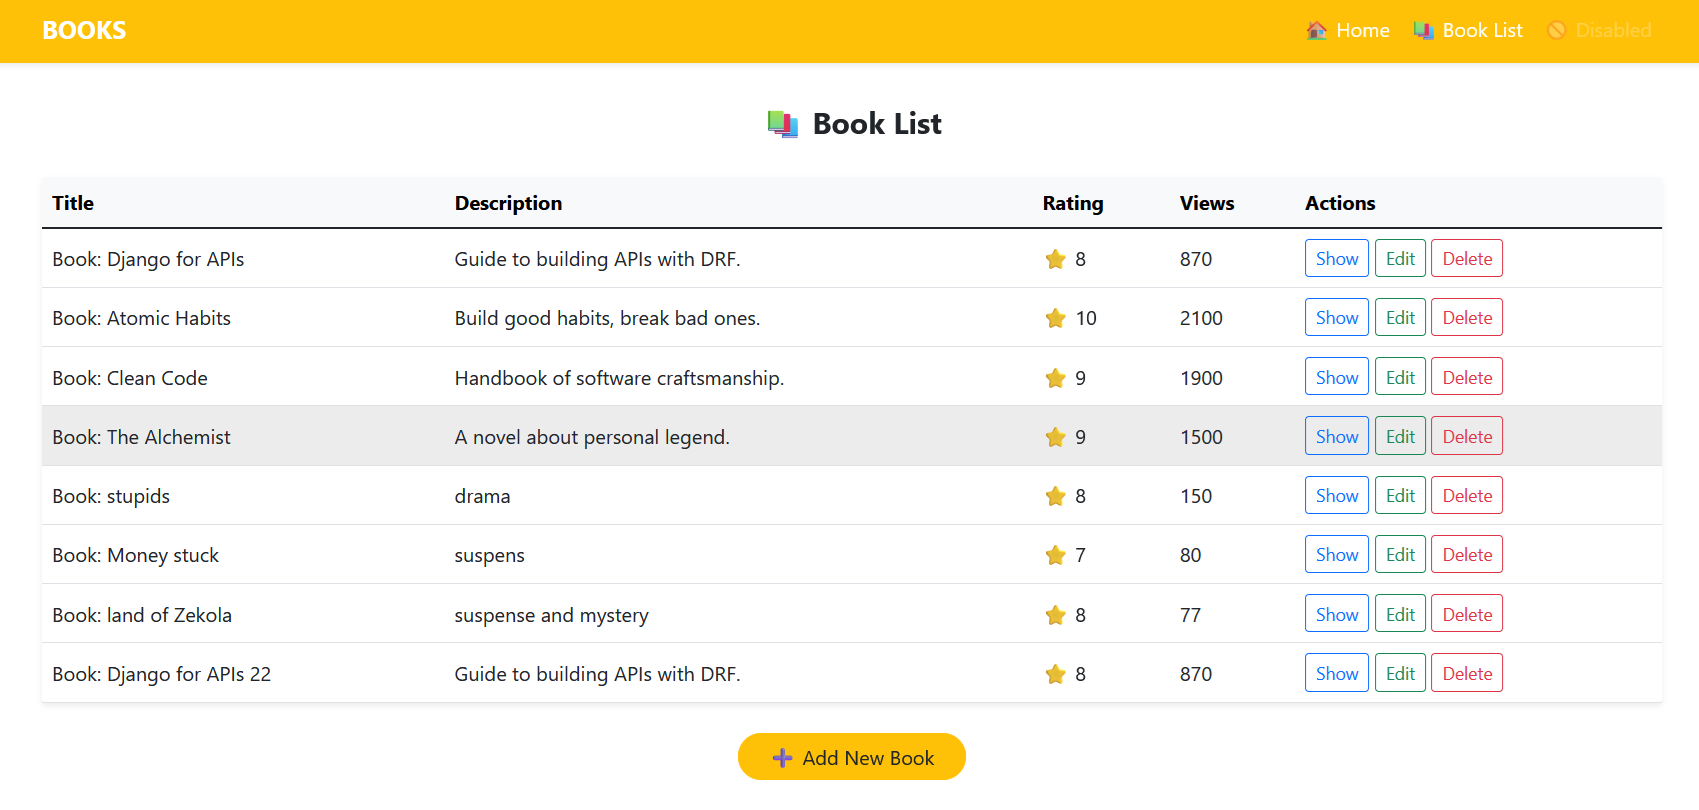 BOOKS
🏠 Home 📚 Book List 🚫 Disabled
📚 Book List
Title Description Rating Views Actions
Book: Django for APIs Guide to building APIs with DRF. ⭐ 8 870 Show Edit Delete
Book: Atomic Habits Build good habits, break bad ones. ⭐ 10 2100 Show Edit Delete
Book: Clean Code Handbook of software craftsmanship. ⭐ 9 1900 Show Edit Delete
Book: The Alchemist A novel about personal legend. ⭐ 9 1500 Show Edit Delete
Book: stupids drama ⭐ 8 150 Show Edit Delete
Book: Money stuck suspens ⭐ 7 80 Show Edit Delete
Book: land of Zekola suspense and mystery ⭐ 8 77 Show Edit Delete
Book: Django for APIs 22 Guide to building APIs with DRF. ⭐ 8 870 Show Edit Delete
➕ Add New Book